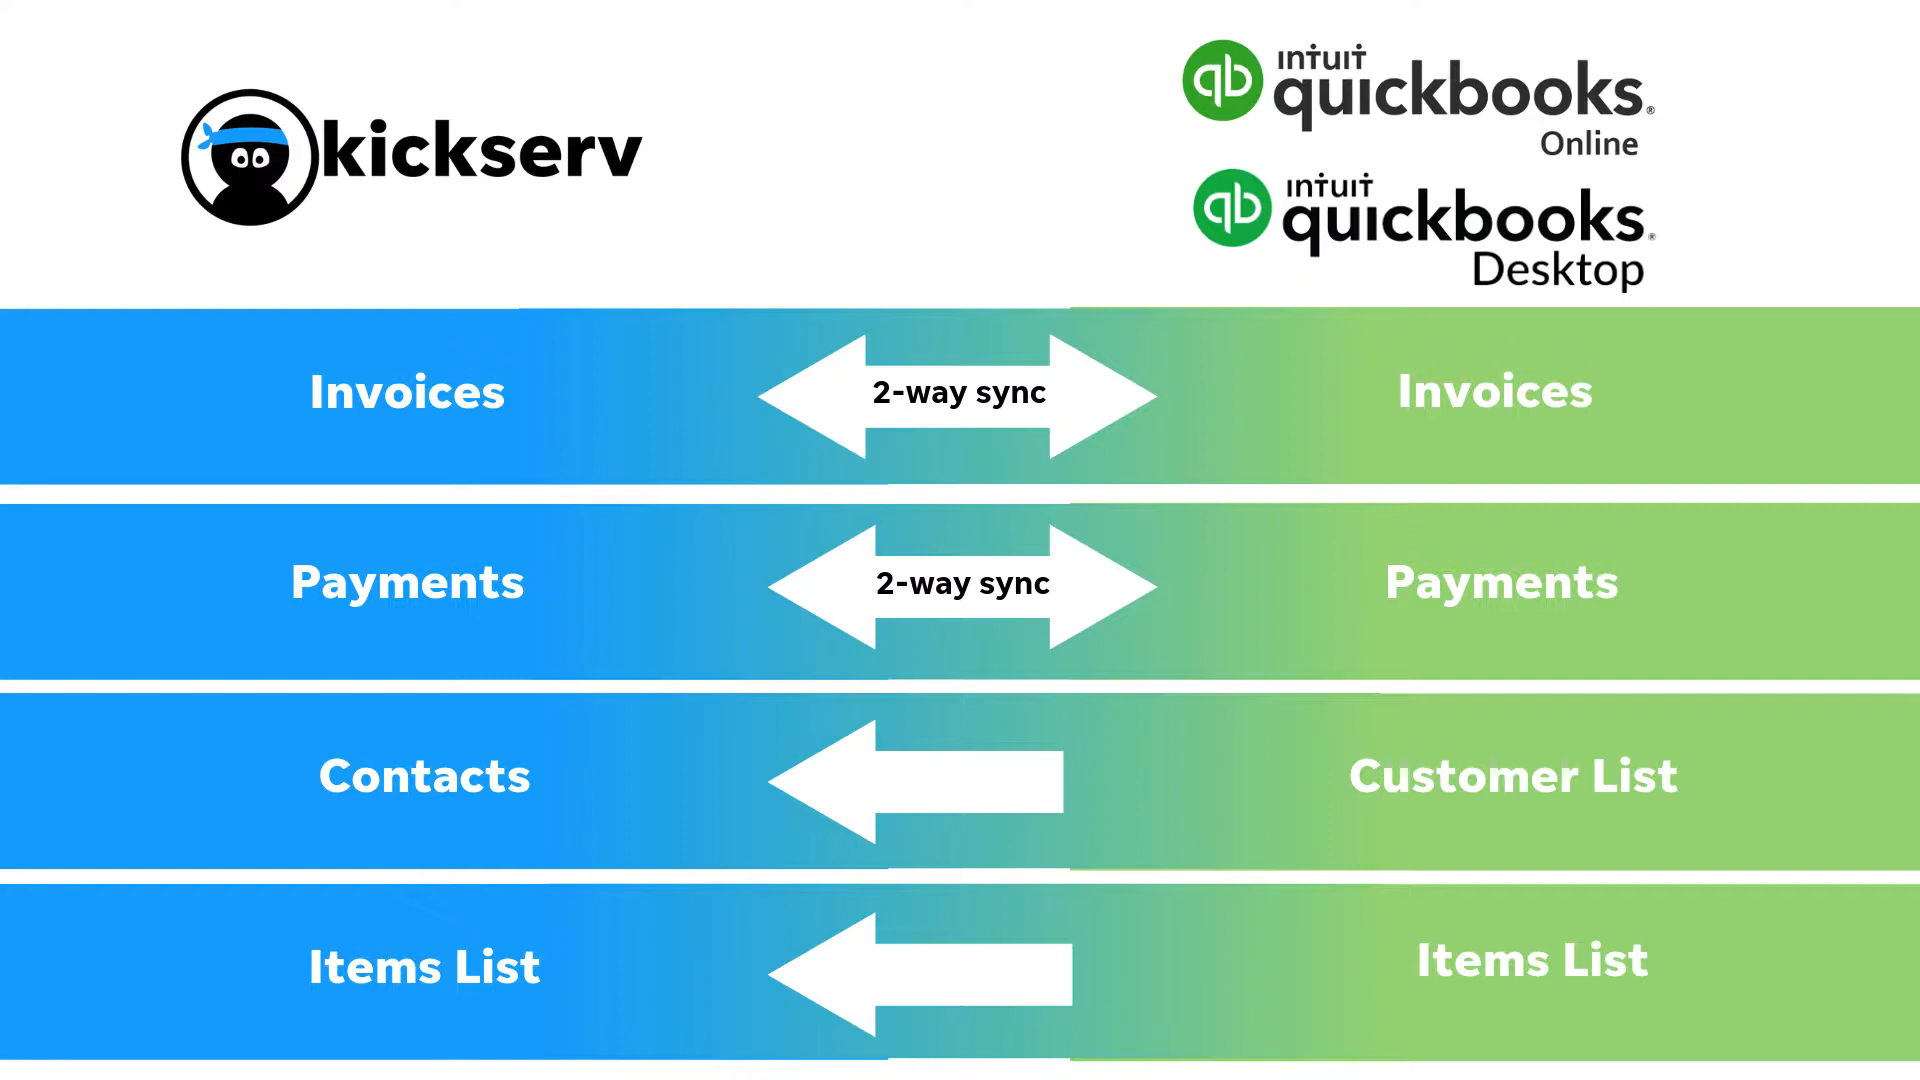 kickserv
intuit
quickbooks®
Online
intuit
quickbooks®
Desktop
Invoices
2-way sync
Invoices
Payments
2-way sync
Payments
Contacts
Customer List
Items List
Items List